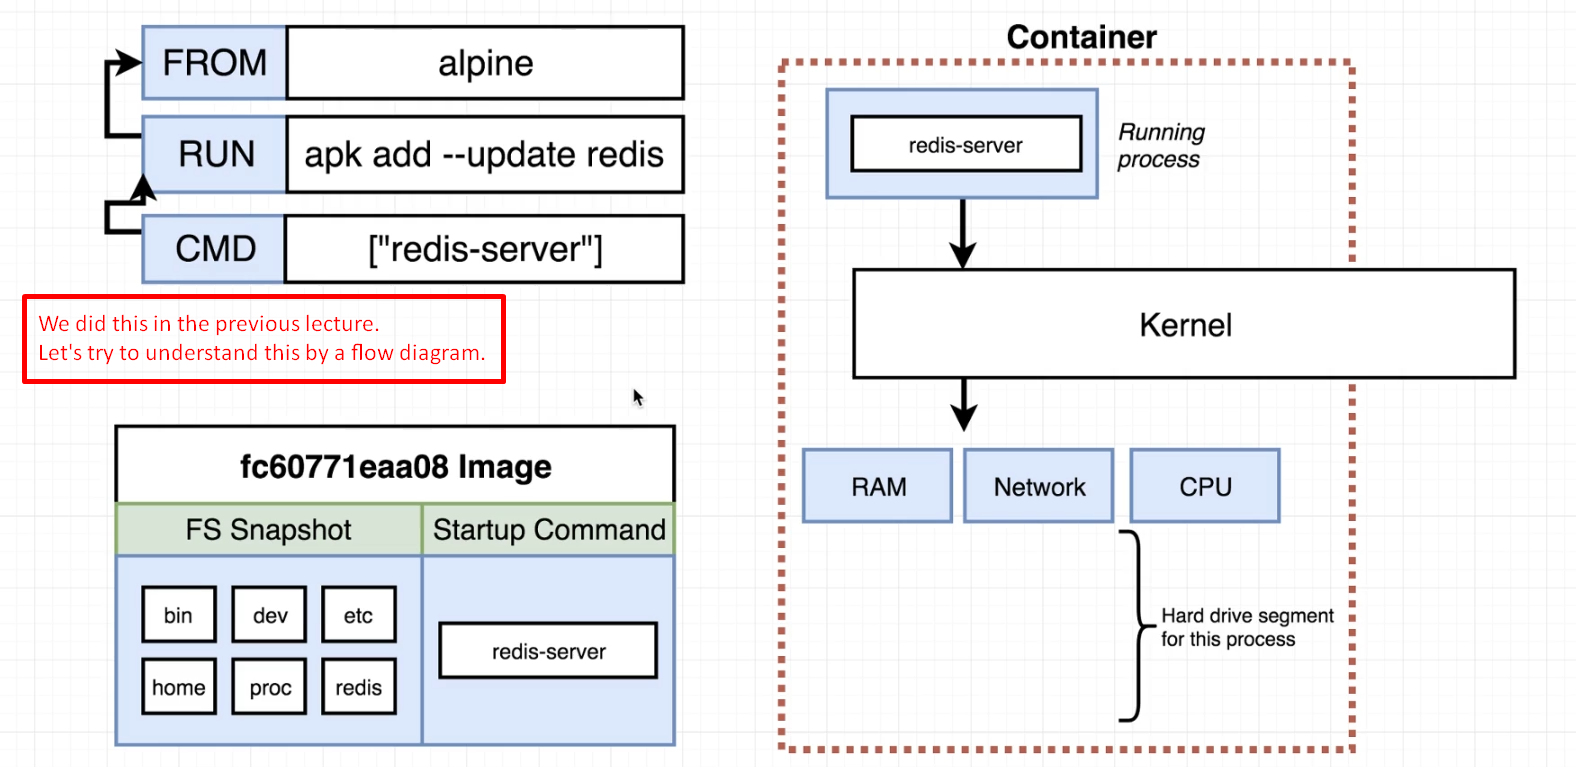 FROM alpine
RUN apk add --update redis
CMD ["redis-server"]
We did this in the previous lecture.
Let's try to understand this by a flow diagram.
fc60771eaa08 Image
FS Snapshot Startup Command
bin dev etc
home proc redis
redis-server
Container
redis-server
Running
process
Kernel
RAM Network CPU
Hard drive segment
for this process